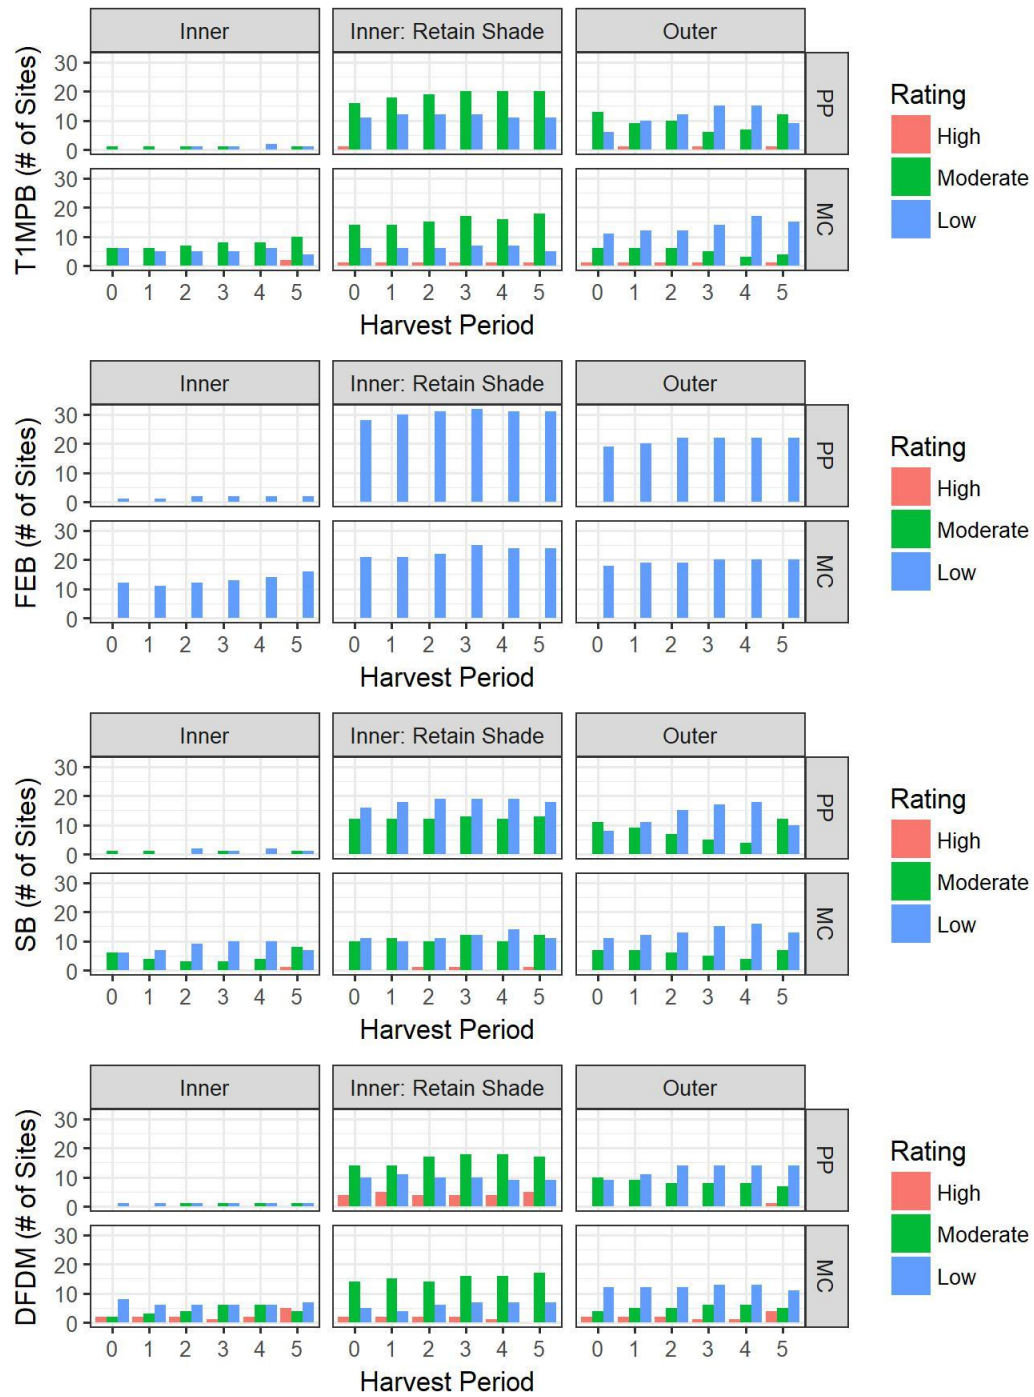 Inner Inner: Retain Shade Outer
T1MPB (# of Sites)
30
20
10
0
PP
30
20
10
0
MC
0 1 2 3 4 5 0 1 2 3 4 5 0 1 2 3 4 5
Harvest Period
Rating
High
Moderate
Low
Inner Inner: Retain Shade Outer
FEB (# of Sites)
30
20
10
0
PP
30
20
10
0
MC
0 1 2 3 4 5 0 1 2 3 4 5 0 1 2 3 4 5
Harvest Period
Rating
High
Moderate
Low
Inner Inner: Retain Shade Outer
SB (# of Sites)
30
20
10
0
PP
30
20
10
0
MC
0 1 2 3 4 5 0 1 2 3 4 5 0 1 2 3 4 5
Harvest Period
Rating
High
Moderate
Low
Inner Inner: Retain Shade Outer
DFDM (# of Sites)
30
20
10
0
PP
30
20
10
0
MC
0 1 2 3 4 5 0 1 2 3 4 5 0 1 2 3 4 5
Harvest Period
Rating
High
Moderate
Low